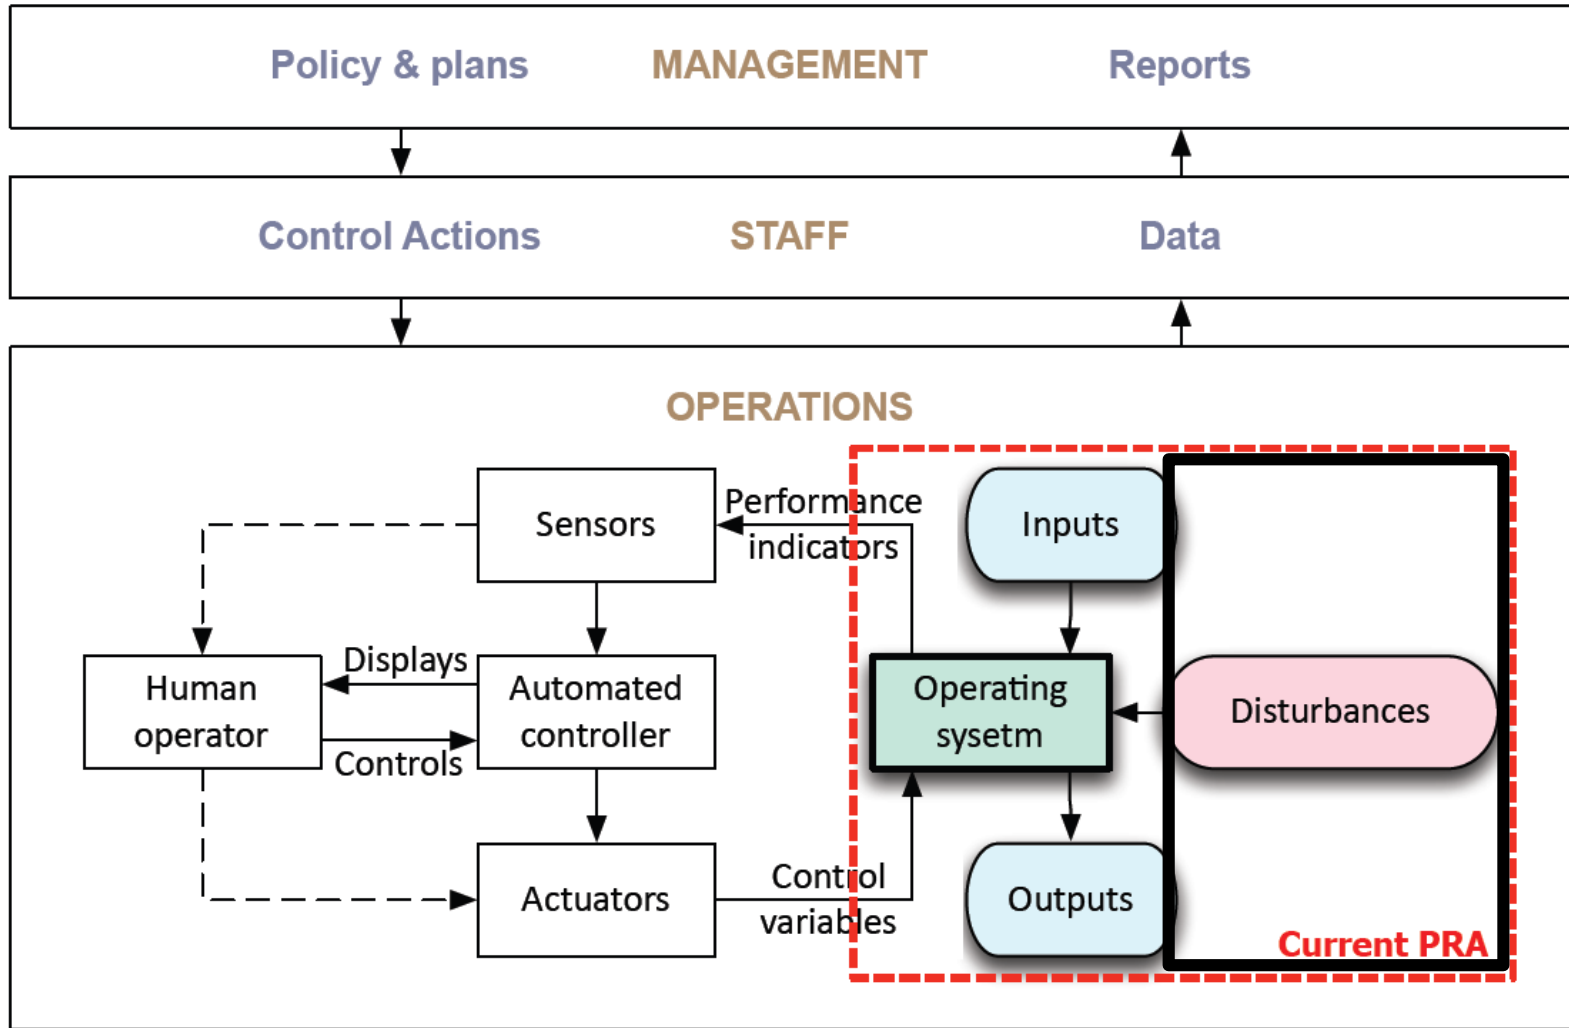 Policy & plans MANAGEMENT Reports
Control Actions STAFF Data
OPERATIONS
Sensors
Performance
indicators
Inputs
Human
operator
Displays
Controls
Automated
controller
Operating
sysetm
Disturbances
Actuators
Control
variables
Outputs
Current PRA